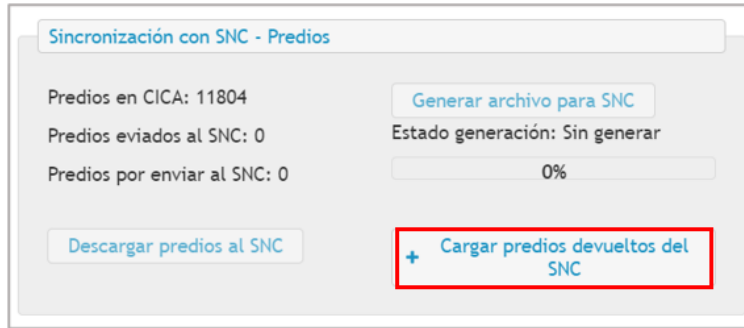 Sincronización con SNC - Predios
Predios en CICA: 11804
Generar archivo para SNC
Predios eviados al SNC: 0
Estado generación: Sin generar
Predios por enviar al SNC: 0
0%
Descargar predios al SNC
+ Cargar predios devueltos del
SNC